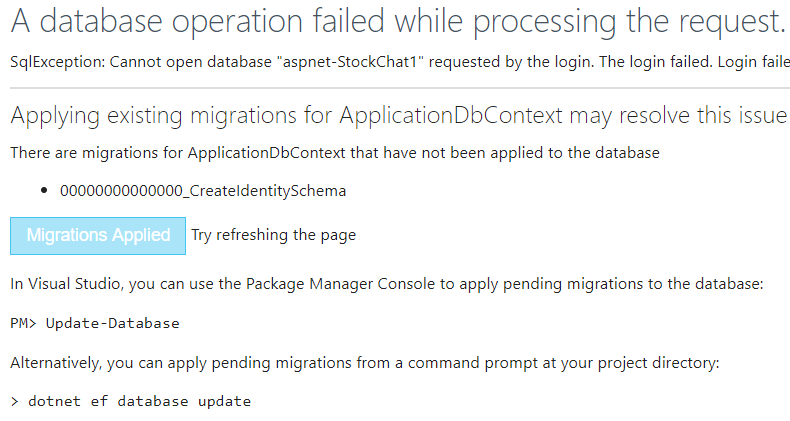 A database operation failed while processing the request.
SqlException: Cannot open database "aspnet-StockChat1" requested by the login. The login failed. Login faile
Applying existing migrations for ApplicationDbContext may resolve this issue
There are migrations for ApplicationDbContext that have not been applied to the database
• 00000000000000_CreateIdentitySchema
Migrations Applied Try refreshing the page
In Visual Studio, you can use the Package Manager Console to apply pending migrations to the database:
PM> Update-Database
Alternatively, you can apply pending migrations from a command prompt at your project directory:
> dotnet ef database update